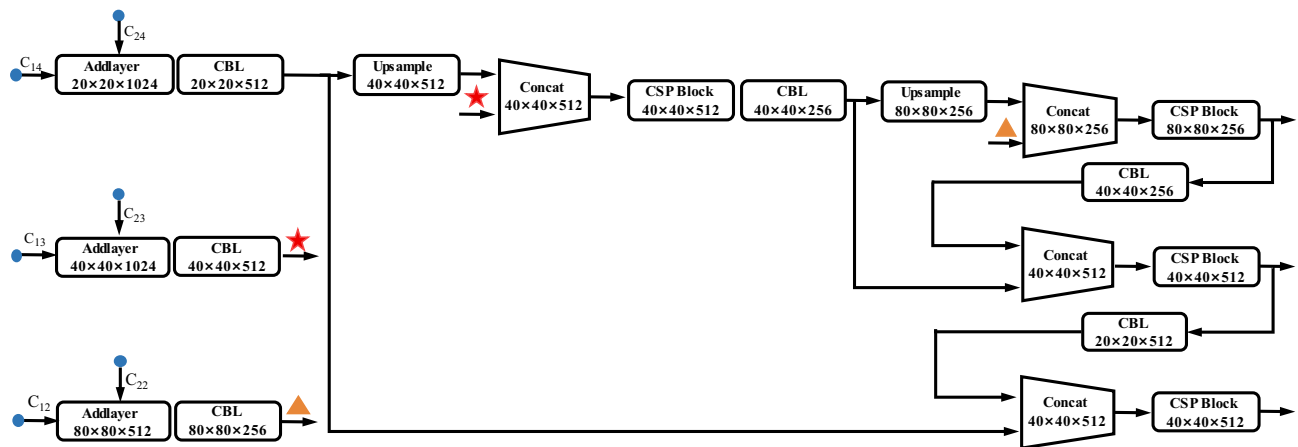 C24
C14
Addlayer
20×20×1024
CBL
20×20×512
Upsample
40×40×512
Concat
40×40×512
CSP Block
40×40×512
CBL
40×40×256
Upsample
80×80×256
Concat
80×80×256
CSP Block
80×80×256
CBL
40×40×256
C23
C13
Addlayer
40×40×1024
CBL
40×40×512
Concat
40×40×512
CSP Block
40×40×512
CBL
20×20×512
C22
C12
Addlayer
80×80×512
CBL
80×80×256
Concat
40×40×512
CSP Block
40×40×512